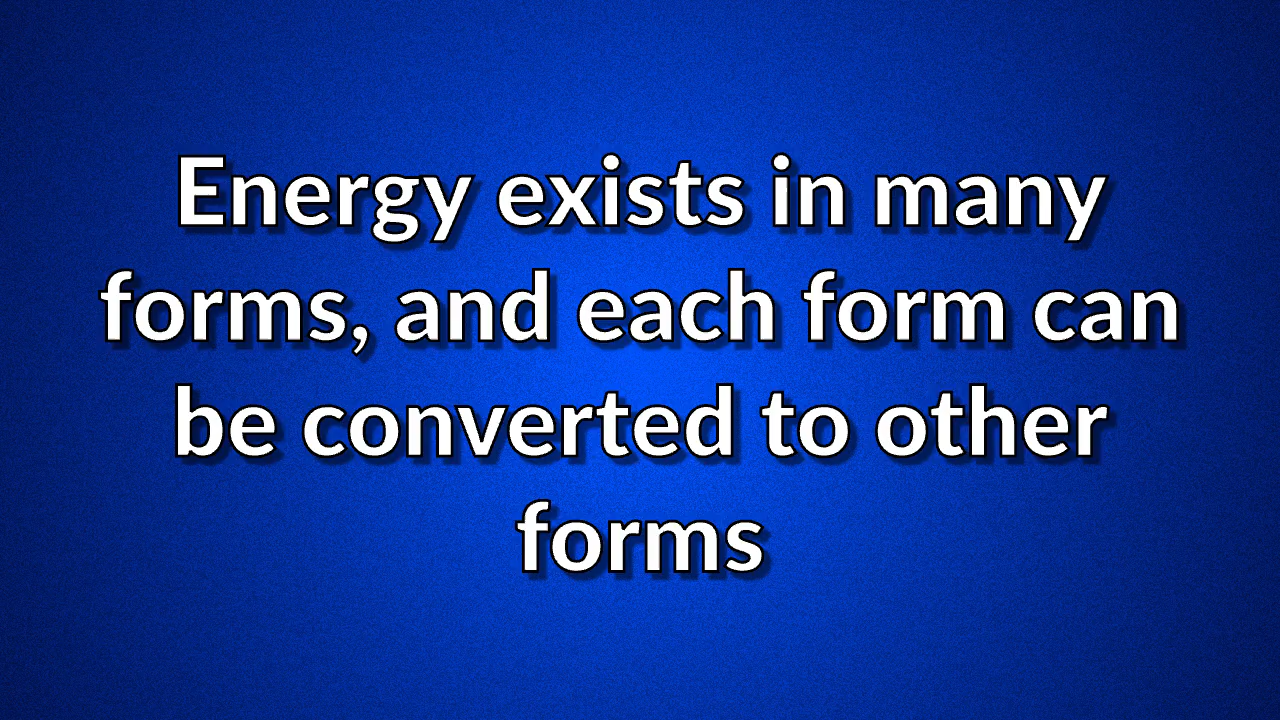 Energy exists in many
forms, and each form can
be converted to other
forms